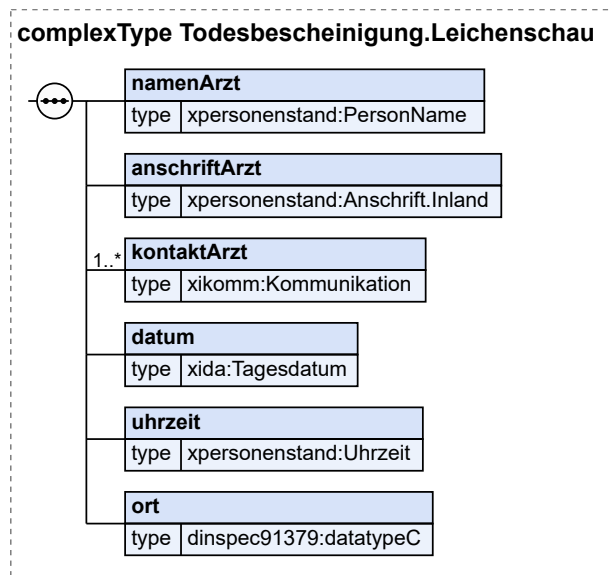 complexType Todesbescheinigung.Leichenschau
namenArzt
type xpersonenstand:PersonName
anschriftArzt
type xpersonenstand:Anschrift.Inland
1..* kontaktArzt
type xikomm:Kommunikation
datum
type xida:Tagesdatum
uhrzeit
type xpersonenstand:Uhrzeit
ort
type dinspec91379:datatypeC